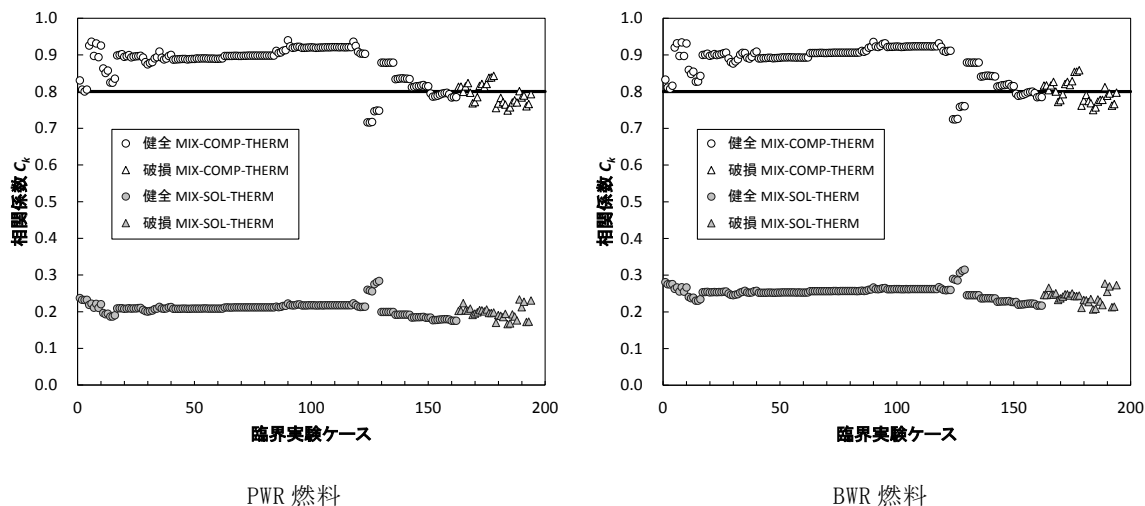 1.0
0.9
0.8
0.7
0.6
0.5
0.4
0.3
0.2
0.1
0.0
相関係数 Ck
健全 MIX-COMP-THERM
破損 MIX-COMP-THERM
健全 MIX-SOL-THERM
破損 MIX-SOL-THERM
0 50 100 150 200
臨界実験ケース
PWR 燃料
1.0
0.9
0.8
0.7
0.6
0.5
0.4
0.3
0.2
0.1
0.0
相関係数 Ck
健全 MIX-COMP-THERM
破損 MIX-COMP-THERM
健全 MIX-SOL-THERM
破損 MIX-SOL-THERM
0 50 100 150 200
臨界実験ケース
BWR 燃料